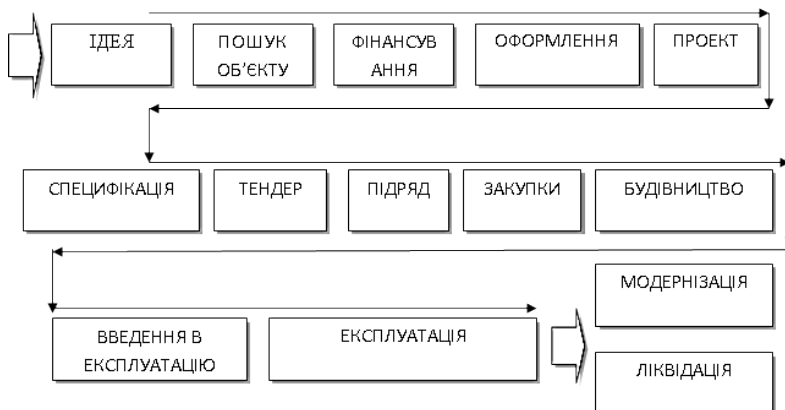 ІДЕЯ
ПОШУК
ОБ'ЄКТУ
ФІНАНСУВ
АННЯ
ОФОРМЛЕННЯ
ПРОЕКТ
СПЕЦИФІКАЦІЯ
ТЕНДЕР
ПІДРЯД
ЗАКУПКИ
БУДІВНИЦТВО
ВВЕДЕННЯ В
ЕКСПЛУАТАЦІЮ
ЕКСПЛУАТАЦІЯ
МОДЕРНІЗАЦІЯ
ЛІКВІДАЦІЯ